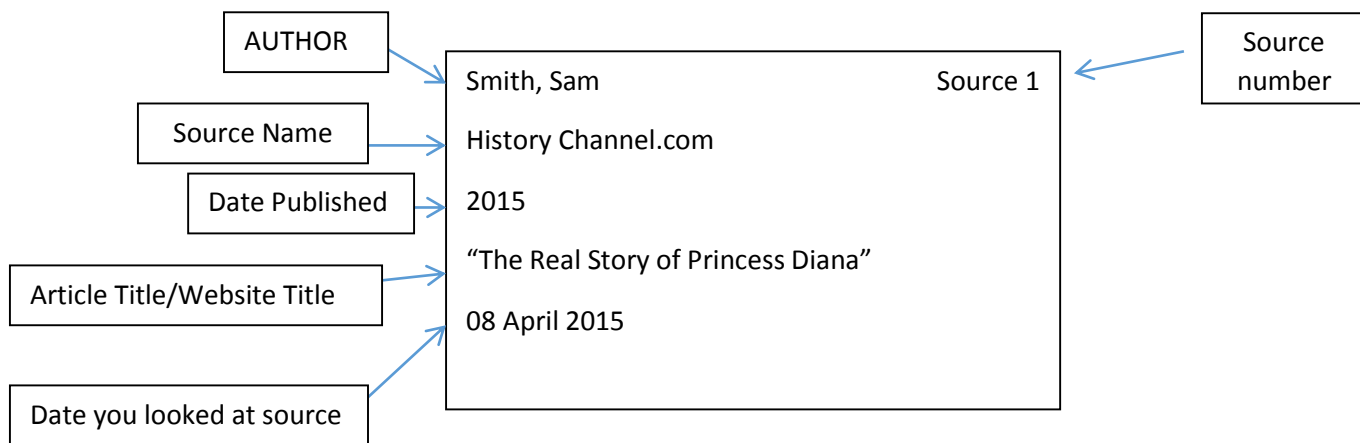 AUTHOR
Source
number
Smith, Sam
Source 1
Source Name
History Channel.com
Date Published
2015
“The Real Story of Princess Diana”
Article Title/Website Title
08 April 2015
Date you looked at source